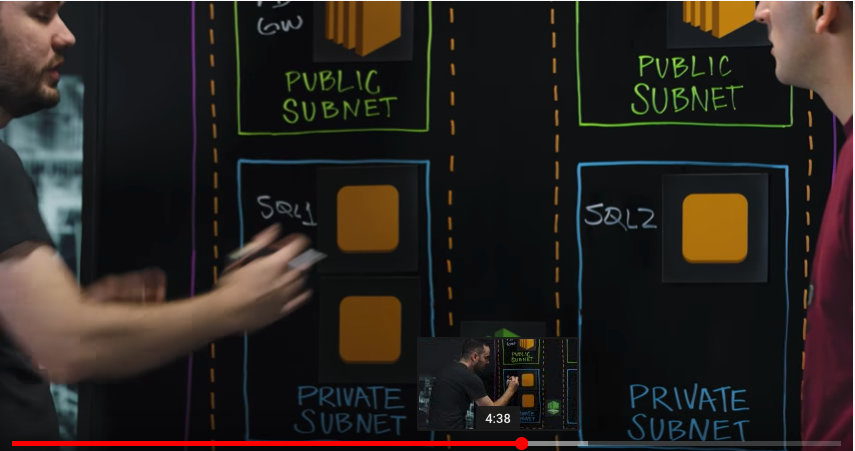 GW
PUBLIC
SUBNET
PUBLIC
SUBNET
SQL1
SQL2
PRIVATE
SUBNET
PRIVATE
SUBNET
4:38